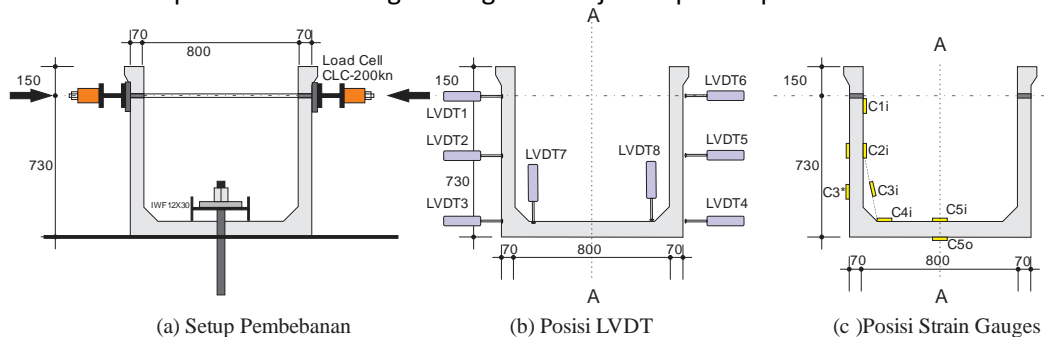 70
800
70
150
730
Load Cell
CLC-200kn
IWF12X30
(a) Setup Pembebanan
A
150
730
LVDT1
LVDT2
LVDT3
LVDT7
LVDT8
LVDT6
LVDT5
LVDT4
70
800
70
A
(b) Posisi LVDT
A
150
730
C1i
C2i
C3*
C3i
C4i
C5i
C5o
70
800
70
A
(c )Posisi Strain Gauges